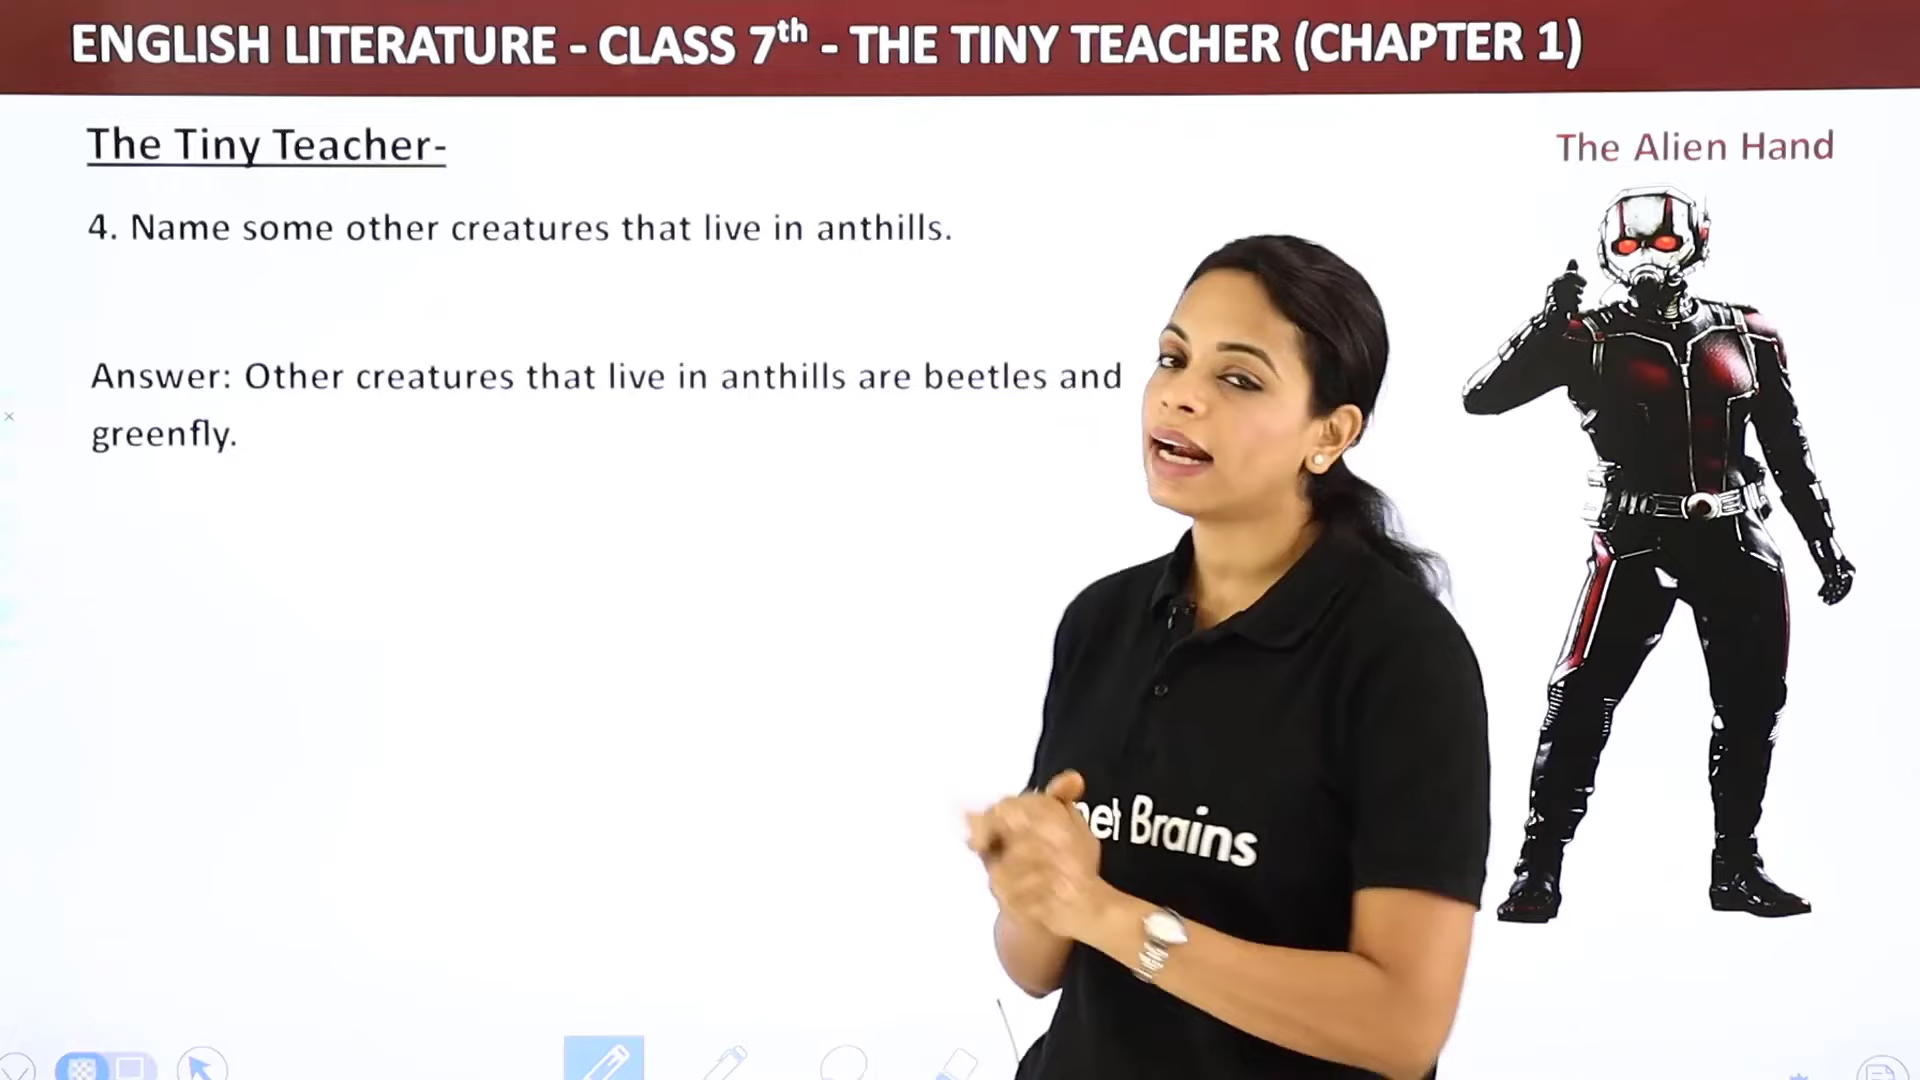 ENGLISH LITERATURE - CLASS 7th - THE TINY TEACHER (CHAPTER 1)
The Tiny Teacher-
The Alien Hand
4. Name some other creatures that live in anthills.
Answer: Other creatures that live in anthills are beetles and
greenfly.
Brains